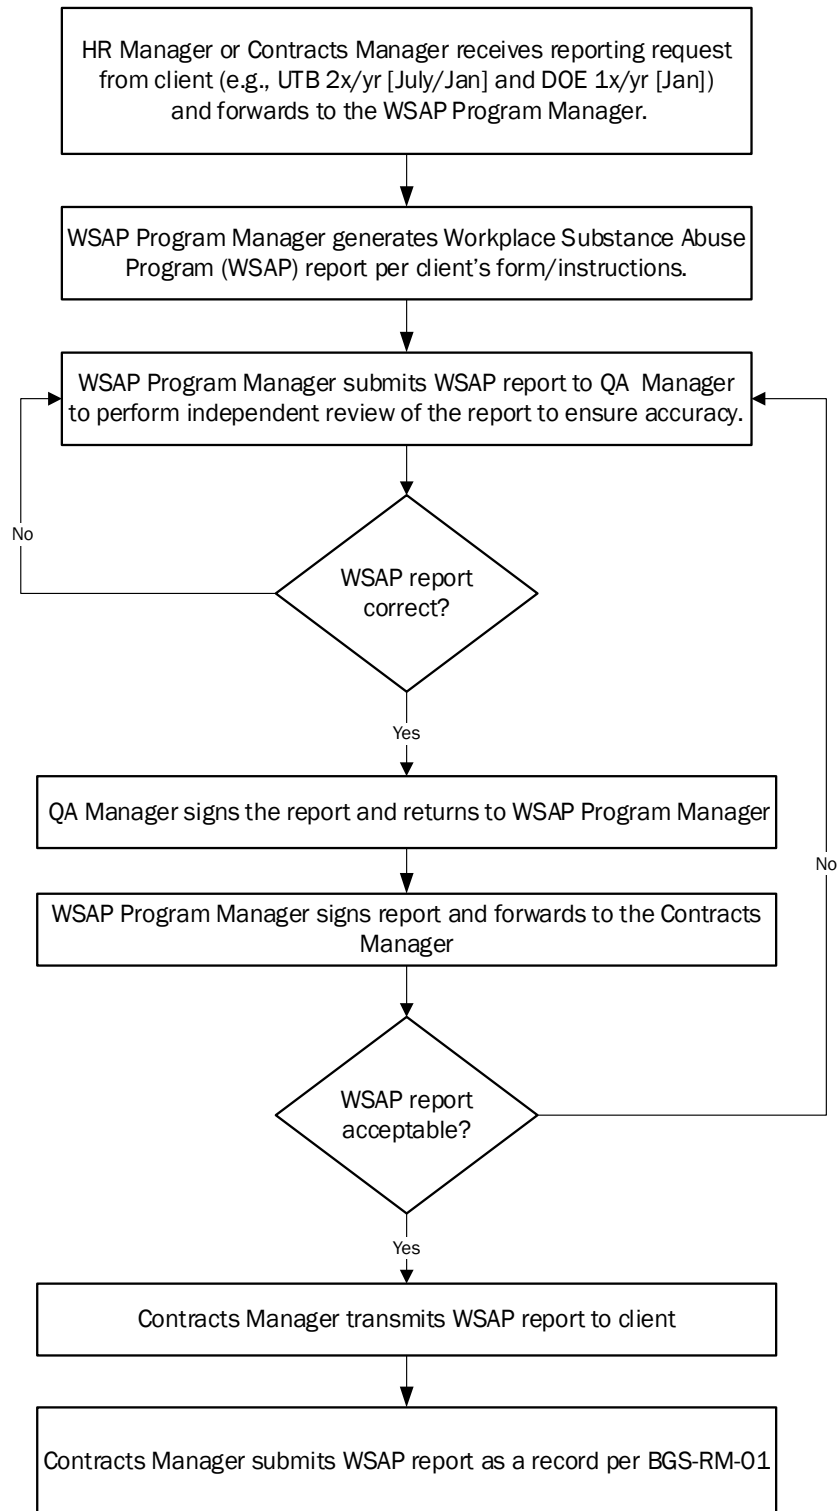 HR Manager or Contracts Manager receives reporting request
from client (e.g., UTB 2x/yr [July/Jan] and DOE 1x/yr [Jan])
and forwards to the WSAP Program Manager.
WSAP Program Manager generates Workplace Substance Abuse
Program (WSAP) report per client’s form/instructions.
WSAP Program Manager submits WSAP report to QA Manager
to perform independent review of the report to ensure accuracy.
No
WSAP report
correct?
Yes
QA Manager signs the report and returns to WSAP Program Manager
WSAP Program Manager signs report and forwards to the Contracts
Manager
No
WSAP report
acceptable?
Yes
Contracts Manager transmits WSAP report to client
Contracts Manager submits WSAP report as a record per BGS-RM-01